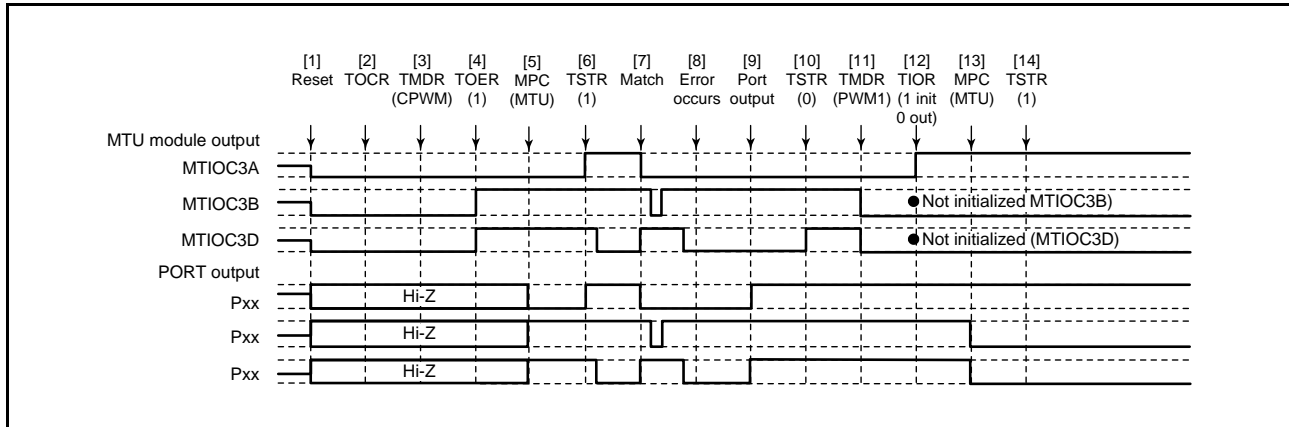 [1] [2] [3] [4] [5] [6] [7] [8] [9] [10] [11] [12] [13] [14]
Reset TOCR TMDR TOER MPC TSTR Match Error Port TSTR TMDR TIOR MPC TSTR
(CPWM) (1) (MTU) (1) occurs output (0) (PWM1) (1 init (MTU) (1)
0 out)
MTU module output
MTIOC3A
MTIOC3B Not initialized MTIOC3B)
MTIOC3D Not initialized (MTIOC3D)
PORT output
Pxx Hi-Z
Pxx Hi-Z
Pxx Hi-Z